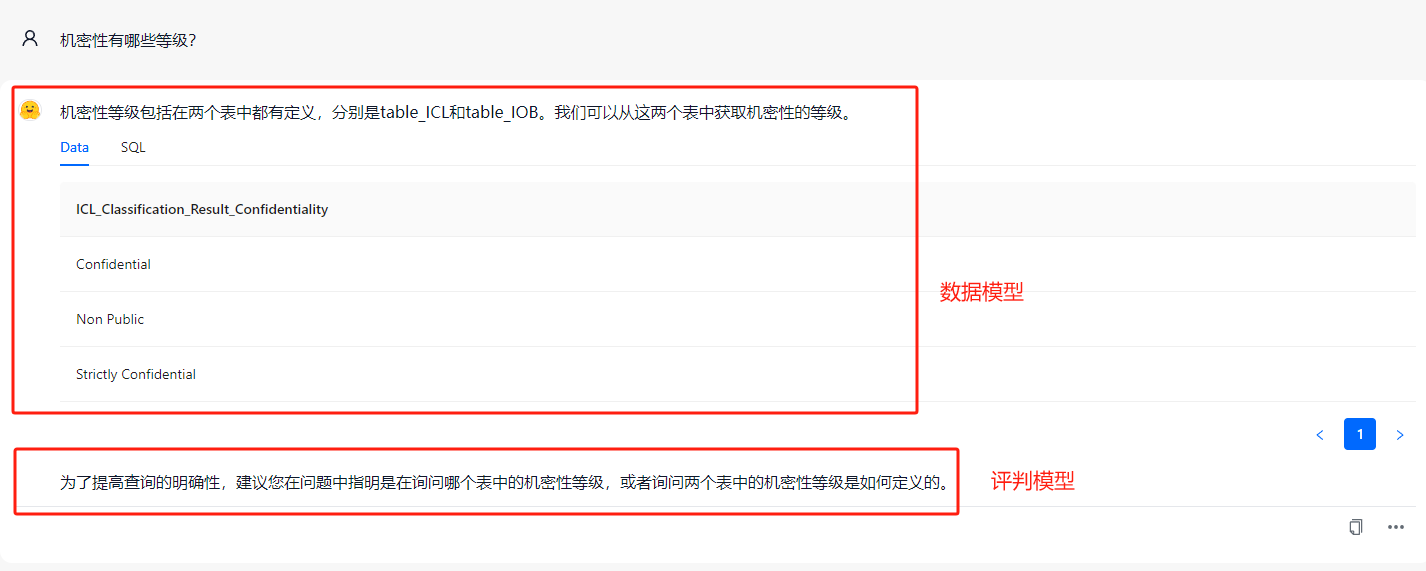 机密性有哪些等级?
机密性等级包括在两个表中都有定义，分别是table_ICL和table_IOB。我们可以从这两个表中获取机密性的等级。
Data SQL
ICL_Classification_Result_Confidentiality
Confidential
数据模型
Non Public
Strictly Confidential
1
为了提高查询的明确性，建议您在问题中指明是在询问哪个表中的机密性等级，或者询问两个表中的机密性等级是如何定义的。
评判模型